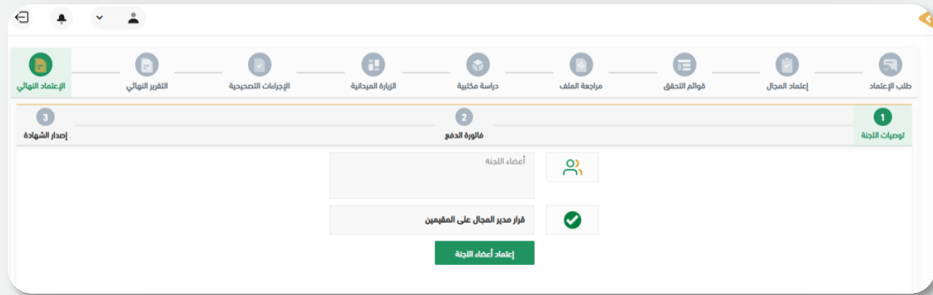 طلب الإعتماد
إعتماد المجال
قوائم التحقق
مراجعة الملف
دراسة مكتبية
الزيارة الميدانية
الإجراءات التصحيحية
التقرير النهائي
الإعتماد النهائي
1
توصيات اللجنة
2
فاتورة الدفع
3
إصدار الشهادة
أعضاء اللجنة
قرار مدير المجال على المقيمين
إعتماد أعضاء اللجنة